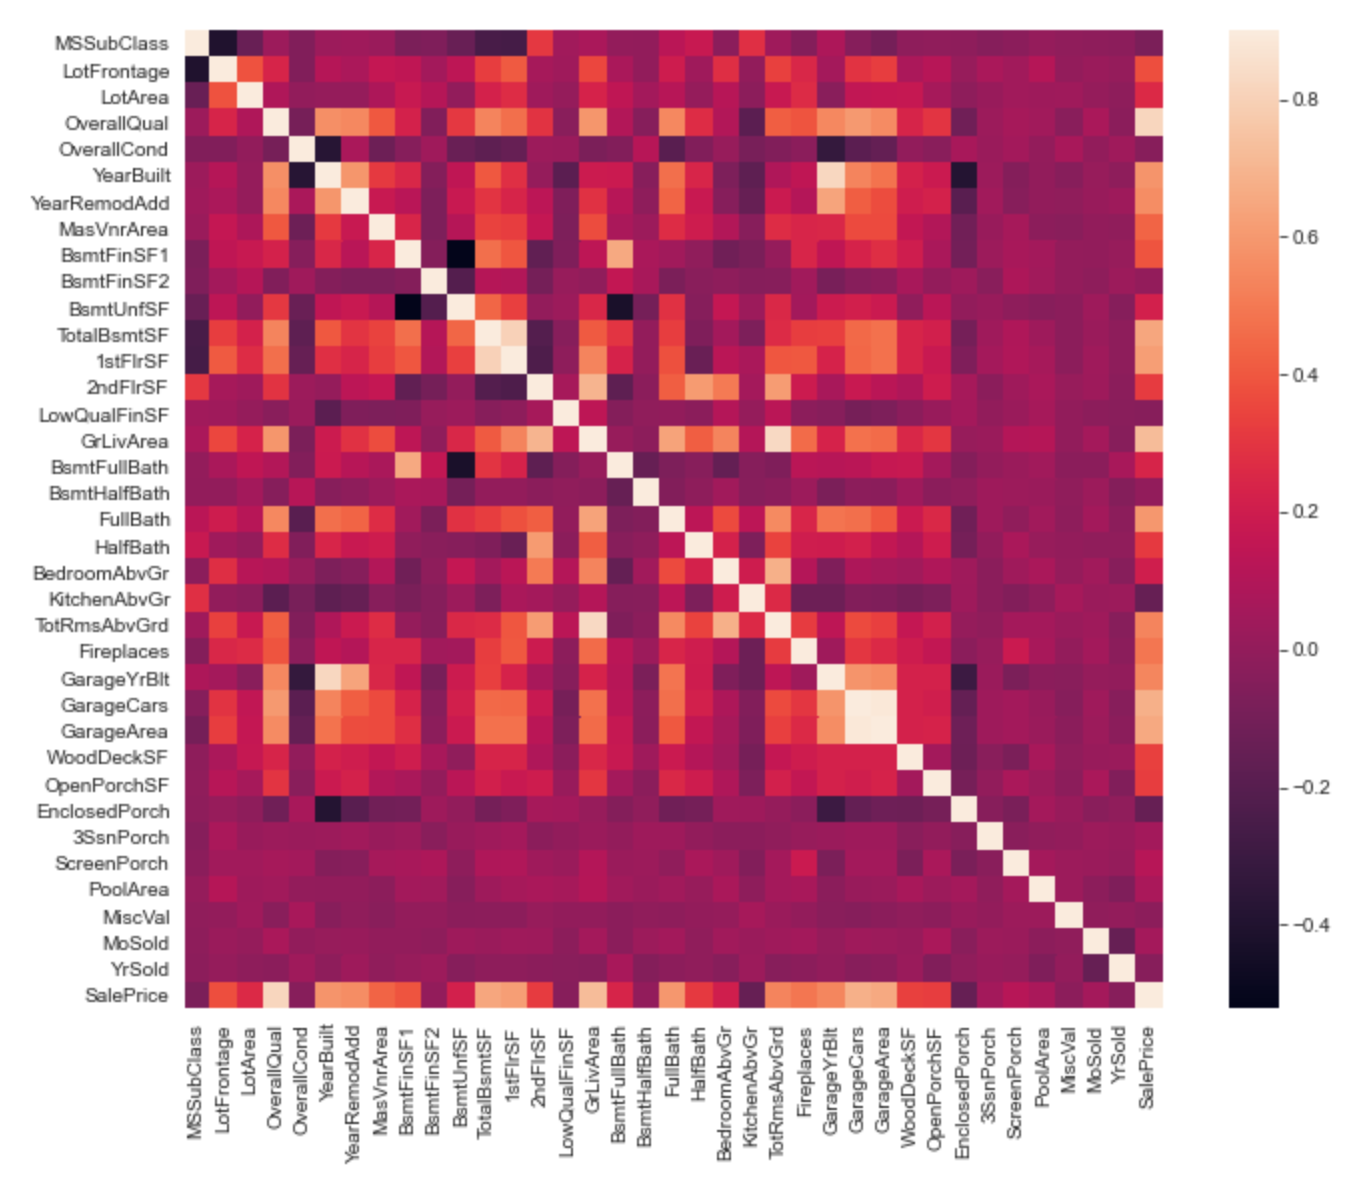 MSSubClass
LotFrontage
LotArea
OverallQual
OverallCond
YearBuilt
YearRemodAdd
MasVnrArea
BsmtFinSF1
BsmtFinSF2
BsmtUnfSF
TotalBsmtSF
1stFlrSF
2ndFlrSF
LowQualFinSF
GrLivArea
BsmtFullBath
BsmtHalfBath
FullBath
HalfBath
BedroomAbvGr
KitchenAbvGr
TotRmsAbvGrd
Fireplaces
GarageYrBlt
GarageCars
GarageArea
WoodDeckSF
OpenPorchSF
EnclosedPorch
3SsnPorch
ScreenPorch
PoolArea
MiscVal
MoSold
YrSold
SalePrice
MSSubClass
LotFrontage
LotArea
OverallQual
OverallCond
YearBuilt
YearRemodAdd
MasVnrArea
BsmtFinSF1
BsmtFinSF2
BsmtUnfSF
TotalBsmtSF
1stFlrSF
2ndFlrSF
LowQualFinSF
GrLivArea
BsmtFullBath
BsmtHalfBath
FullBath
HalfBath
BedroomAbvGr
KitchenAbvGr
TotRmsAbvGrd
Fireplaces
GarageYrBlt
GarageCars
GarageArea
WoodDeckSF
OpenPorchSF
EnclosedPorch
3SsnPorch
ScreenPorch
PoolArea
MiscVal
MoSold
YrSold
SalePrice
0.8
0.6
0.4
0.2
0.0
−0.2
−0.4